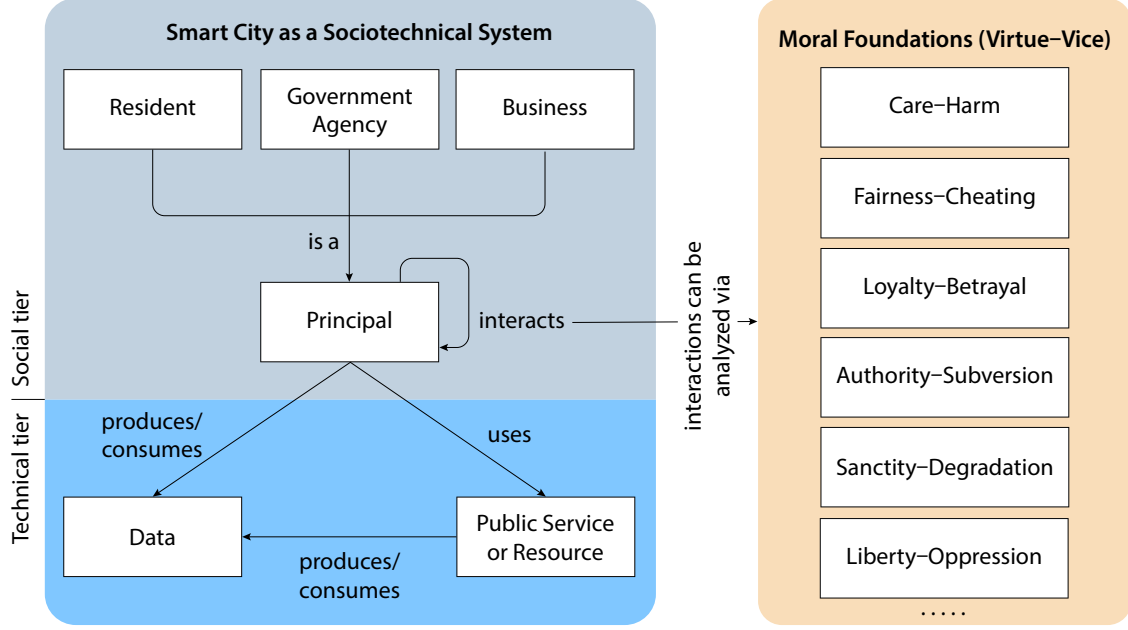 Smart City as a Sociotechnical System
Resident
Government
Agency
Business
is a
Principal
interacts
Social tier
Technical tier
produces/
consumes
uses
Data
Public Service
or Resource
produces/
consumes
interactions can be
analyzed via
Moral Foundations (Virtue–Vice)
Care–Harm
Fairness–Cheating
Loyalty–Betrayal
Authority–Subversion
Sanctity–Degradation
Liberty–Oppression
.....